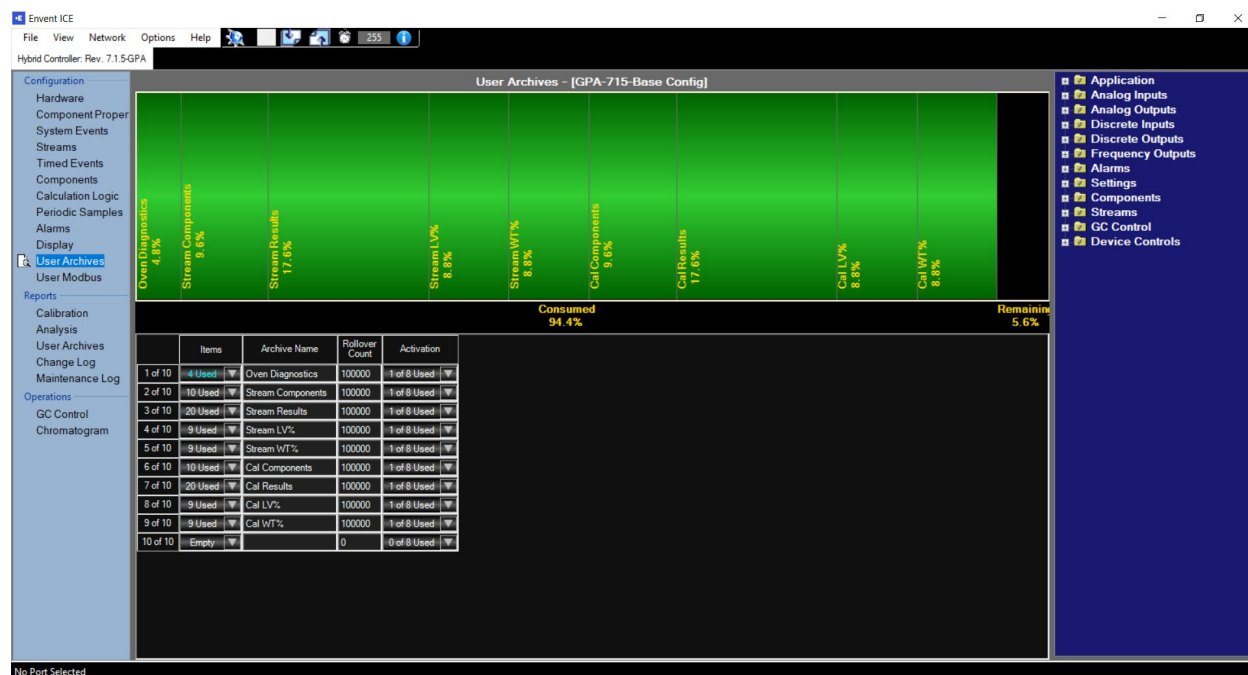 Envent ICE
File View Network Options Help 255
Hybrid Controller: Rev. 7.1.5-GPA
Configuration
Hardware
Component Proper
System Events
Streams
Timed Events
Components
Calculation Logic
Periodic Samples
Alarms
Display
User Archives
User Modbus
Reports
Calibration
Analysis
User Archives
Change Log
Maintenance Log
Operations
GC Control
Chromatogram
User Archives - [GPA-715-Base Config]
Oven Diagnostics
4.8%
Stream Components
9.6%
Stream Results
17.6%
Stream LV%
8.8%
Stream WT%
8.8%
Cal Components
9.6%
Cal Results
17.6%
Cal LV%
8.8%
Cal WT%
8.8%
Consumed
94.4%
Remaining
5.6%
Items Archive Name Rollover Count Activation
1 of 10 4 Used Oven Diagnostics 100000 1 of 8 Used
2 of 10 10 Used Stream Components 100000 1 of 8 Used
3 of 10 20 Used Stream Results 100000 1 of 8 Used
4 of 10 9 Used Stream LV% 100000 1 of 8 Used
5 of 10 9 Used Stream WT% 100000 1 of 8 Used
6 of 10 10 Used Cal Components 100000 1 of 8 Used
7 of 10 20 Used Cal Results 100000 1 of 8 Used
8 of 10 9 Used Cal LV% 100000 1 of 8 Used
9 of 10 9 Used Cal WT% 100000 1 of 8 Used
10 of 10 Empty 0 0 of 8 Used
Application
Analog Inputs
Analog Outputs
Discrete Inputs
Discrete Outputs
Frequency Outputs
Alarms
Settings
Components
Streams
GC Control
Device Controls
No Port Selected